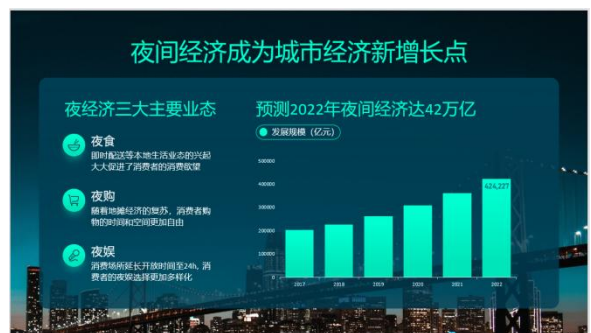 夜间经济成为城市经济新增长点
夜经济三大主要业态
夜食
即时配送等本地生活业态的兴起
大大促进了消费者的消费欲望
夜购
随着地摊经济的复苏，消费者购
物的时间和空间更加自由
夜娱
消费场所延长开放时间至24h, 消
费者的夜娱选择更加多样化
预测2022年夜间经济达42万亿
发展规模（亿元）
500000
400000
300000
200000
100000
0
424,227
2017 2018 2019 2020 2021 2022